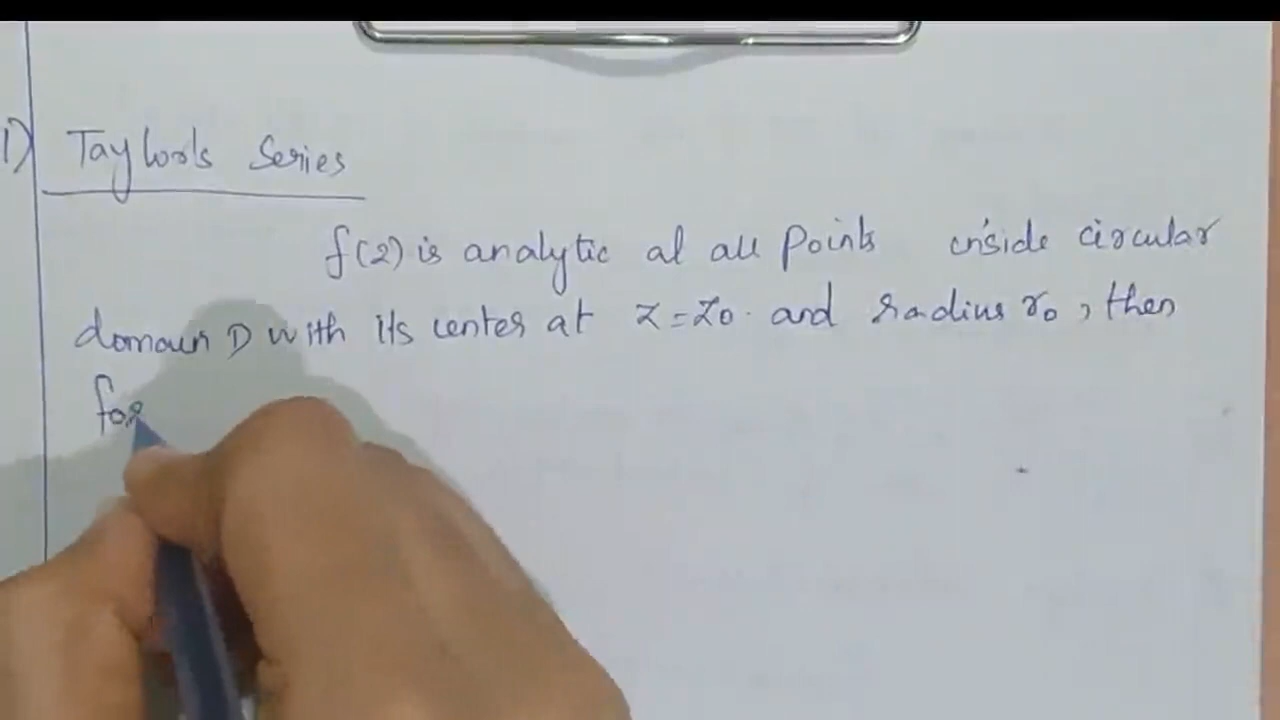 1) Taylor's Series
f(z) is analytic at all points inside circular
domain D with its center at z=z0. and radius r0, then
for